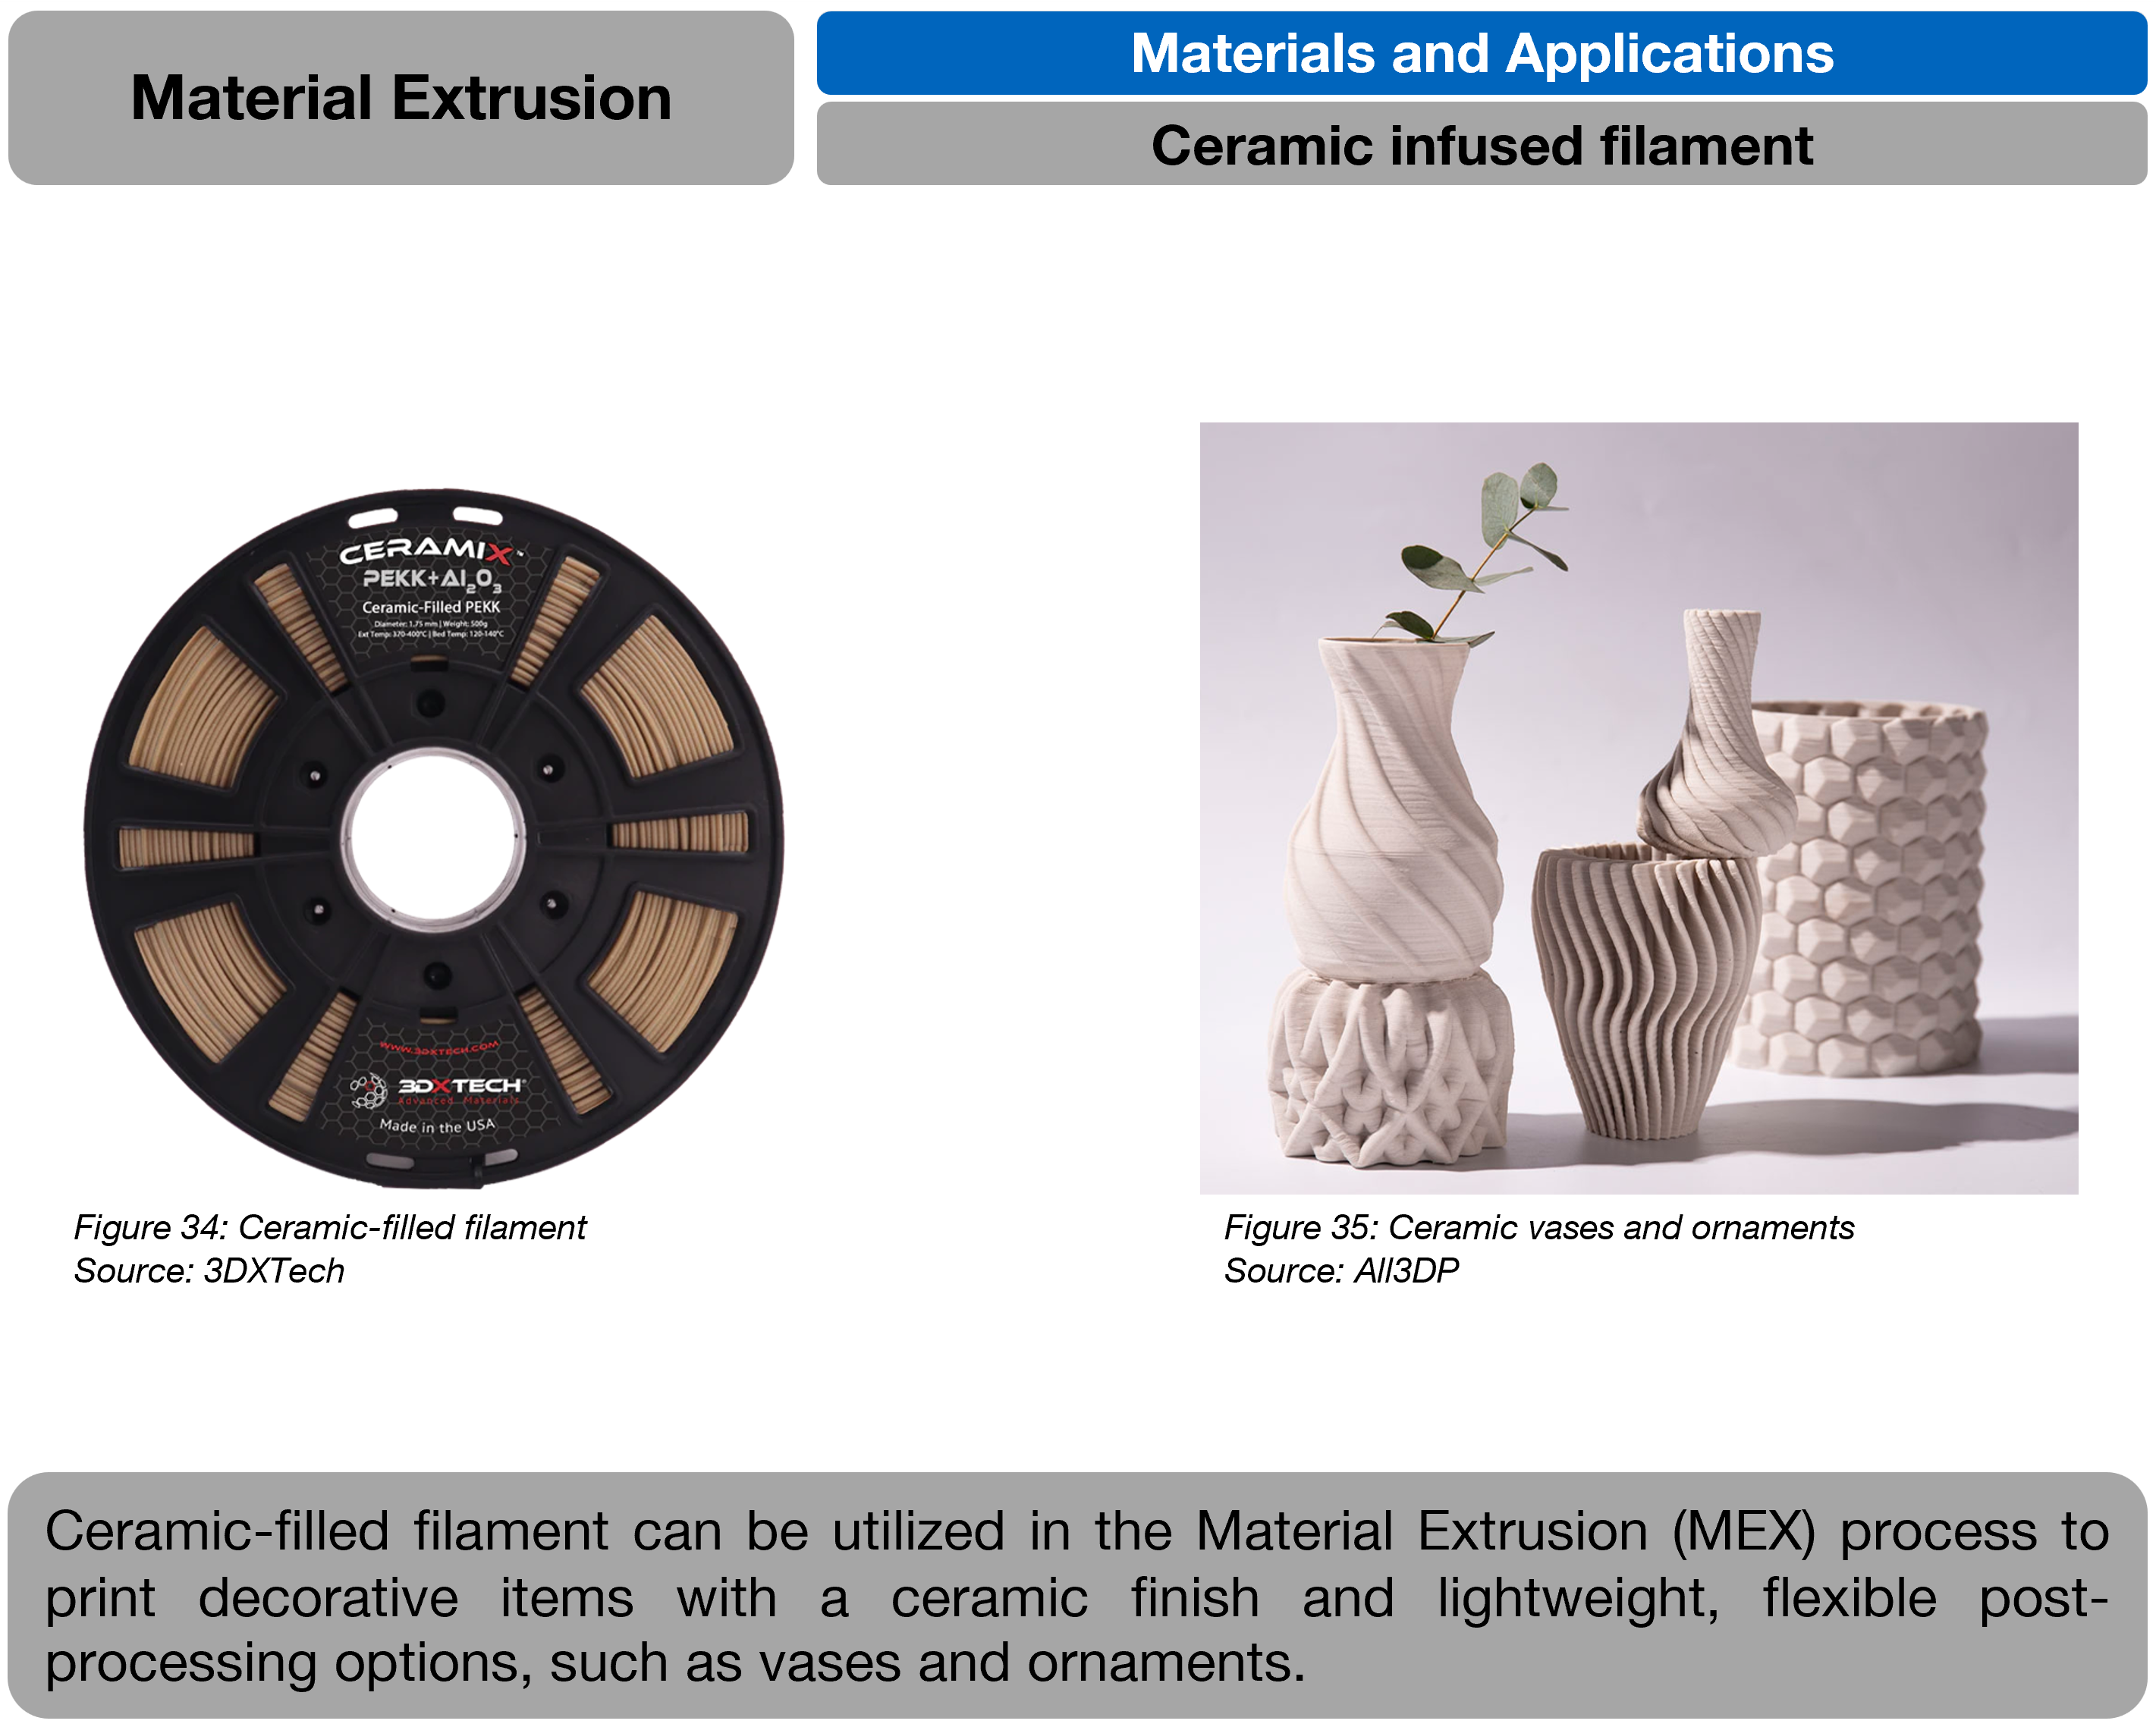 Material Extrusion
Materials and Applications
Ceramic infused filament
CERAMIX™
PEKK+Al₂O₃
Ceramic-Filled PEKK
Diameter: 1.75 mm | Weight: 500g
Ext Temp: 370-400°C | Bed Temp: 120-140°C
WWW.3DXTECH.COM
3DXTECH®
Advanced Materials
Made in the USA
Figure 34: Ceramic-filled filament
Source: 3DXTech
Figure 35: Ceramic vases and ornaments
Source: All3DP
Ceramic-filled filament can be utilized in the Material Extrusion (MEX) process to
print decorative items with a ceramic finish and lightweight, flexible post-
processing options, such as vases and ornaments.